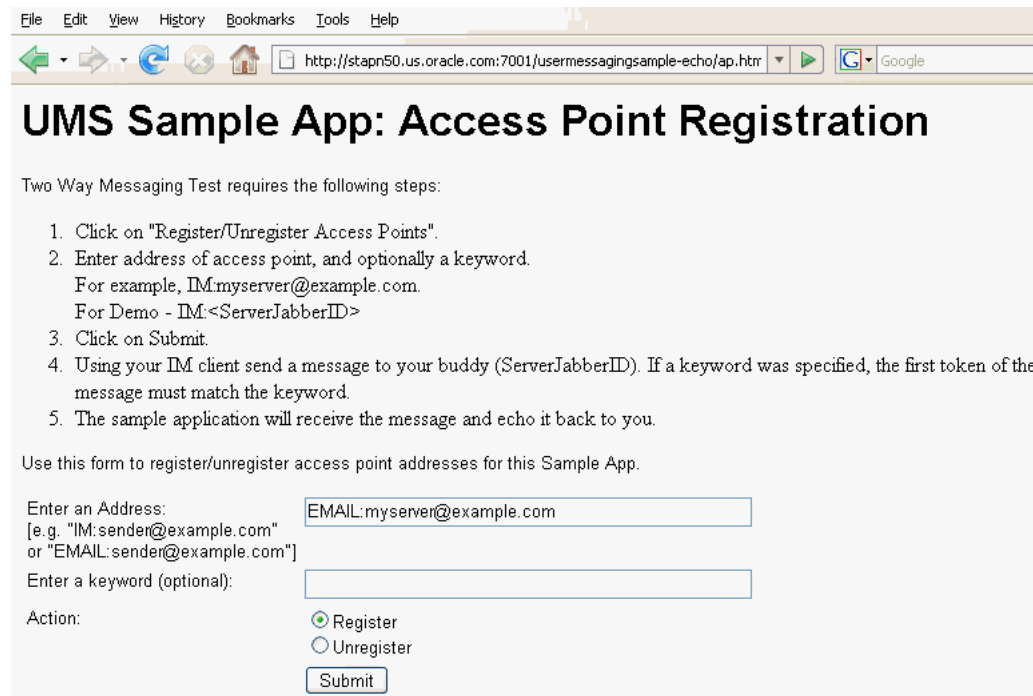 File Edit View History Bookmarks Tools Help
http://stapn50.us.oracle.com:7001/usermessagingsample-echo/ap.htm
G Google
UMS Sample App: Access Point Registration
Two Way Messaging Test requires the following steps:
1. Click on "Register/Unregister Access Points".
2. Enter address of access point, and optionally a keyword.
For example, IM:myserver@example.com.
For Demo - IM:<ServerJabberID>
3. Click on Submit.
4. Using your IM client send a message to your buddy (ServerJabberID). If a keyword was specified, the first token of the
message must match the keyword.
5. The sample application will receive the message and echo it back to you.
Use this form to register/unregister access point addresses for this Sample App.
Enter an Address: EMAIL:myserver@example.com
[e.g. "IM:sender@example.com"
or "EMAIL:sender@example.com"]
Enter a keyword (optional):
Action: Register
Unregister
Submit